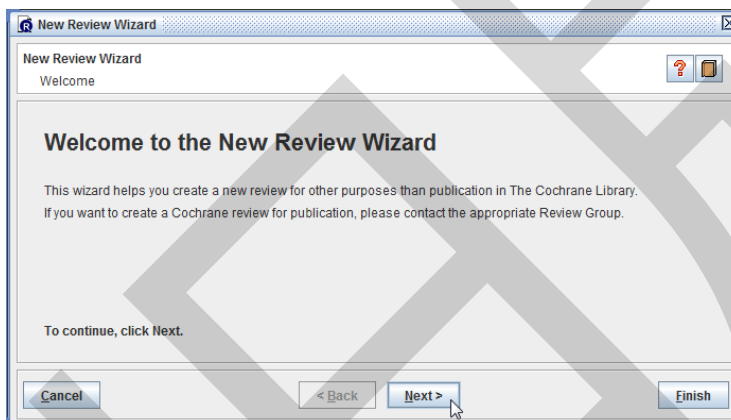 New Review Wizard
New Review Wizard
Welcome
Welcome to the New Review Wizard
This wizard helps you create a new review for other purposes than publication in The Cochrane Library.
If you want to create a Cochrane review for publication, please contact the appropriate Review Group.
To continue, click Next.
Cancel
< Back
Next >
Finish